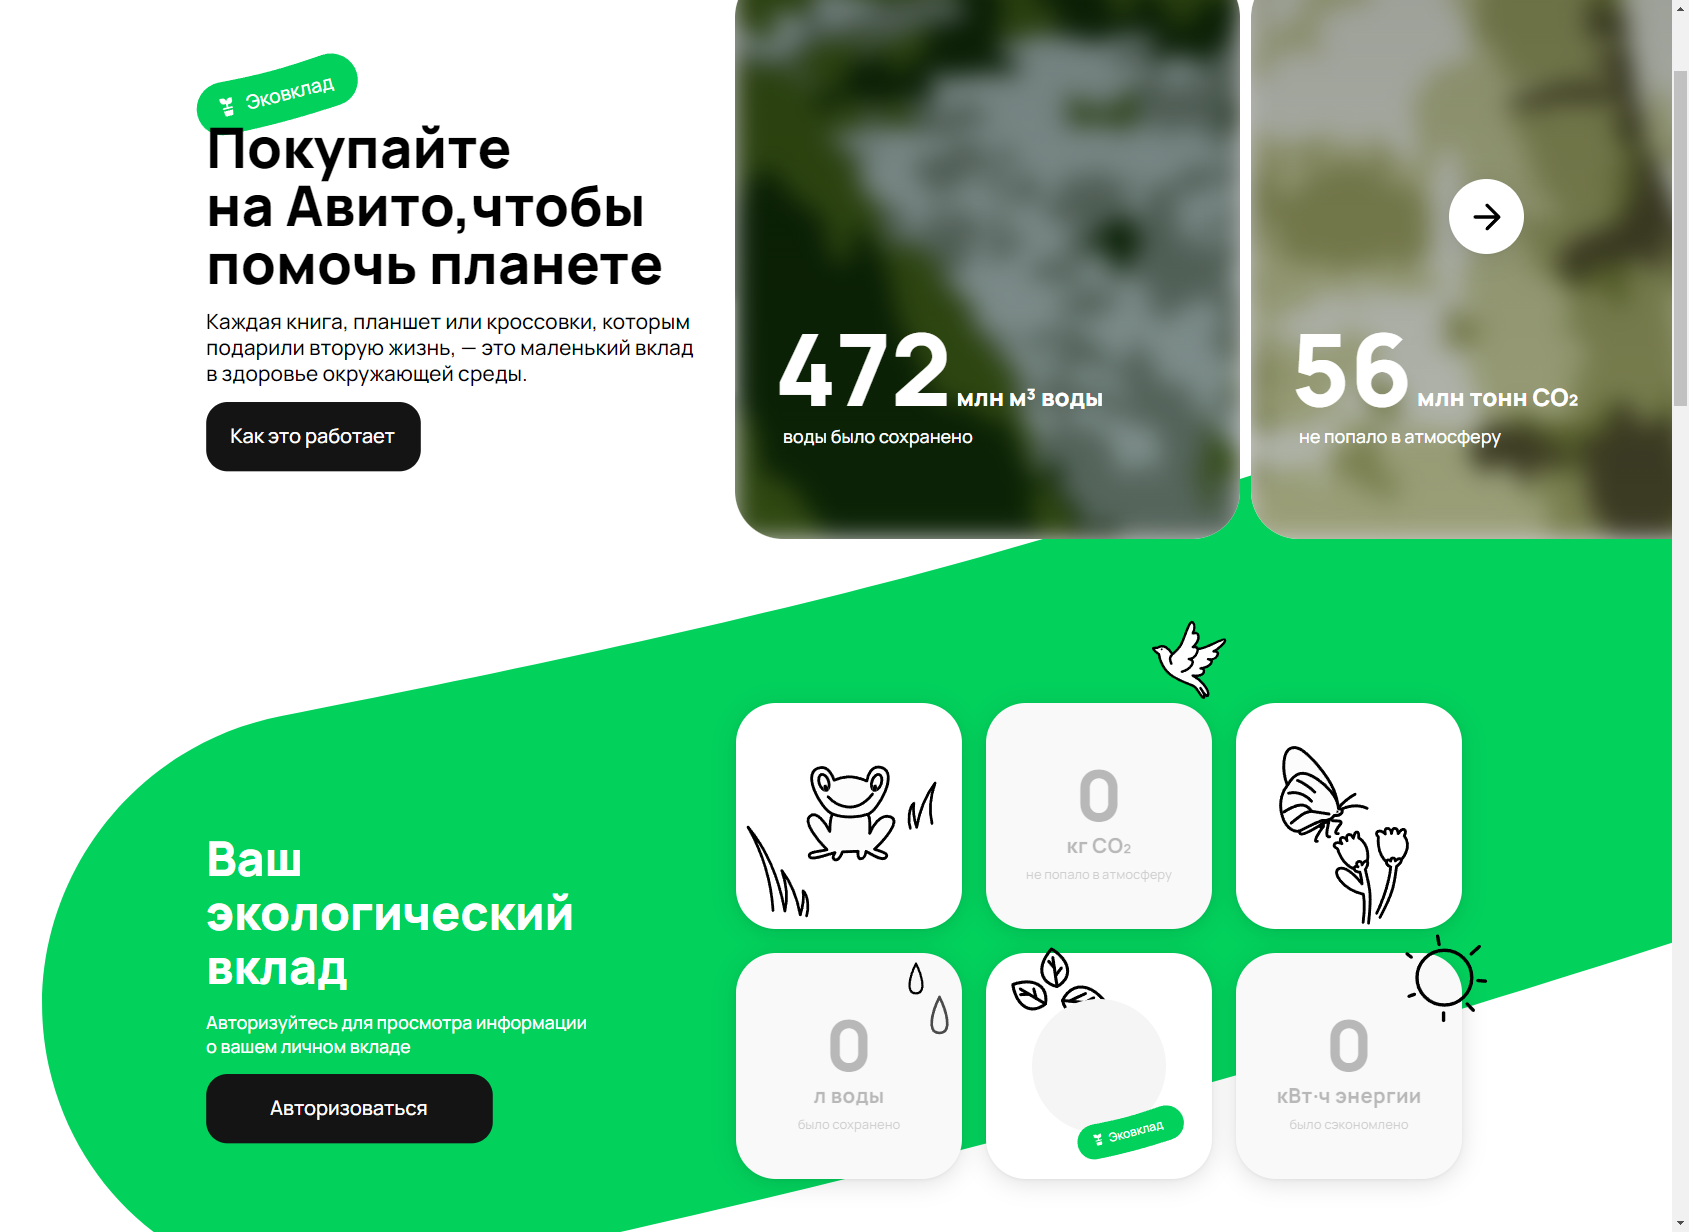 Эковклад
Покупайте
на Авито,чтобы
помочь планете
Каждая книга, планшет или кроссовки, которым
подарили вторую жизнь, — это маленький вклад
в здоровье окружающей среды.
Как это работает
472 млн м³ воды
воды было сохранено
56 млн тонн CO₂
не попало в атмосферу
Ваш
экологический
вклад
Авторизуйтесь для просмотра информации
о вашем личном вкладе
Авторизоваться
0
кг CO₂
не попало в атмосферу
0
л воды
было сохранено
Эковклад
0
кВт·ч энергии
было сэкономлено